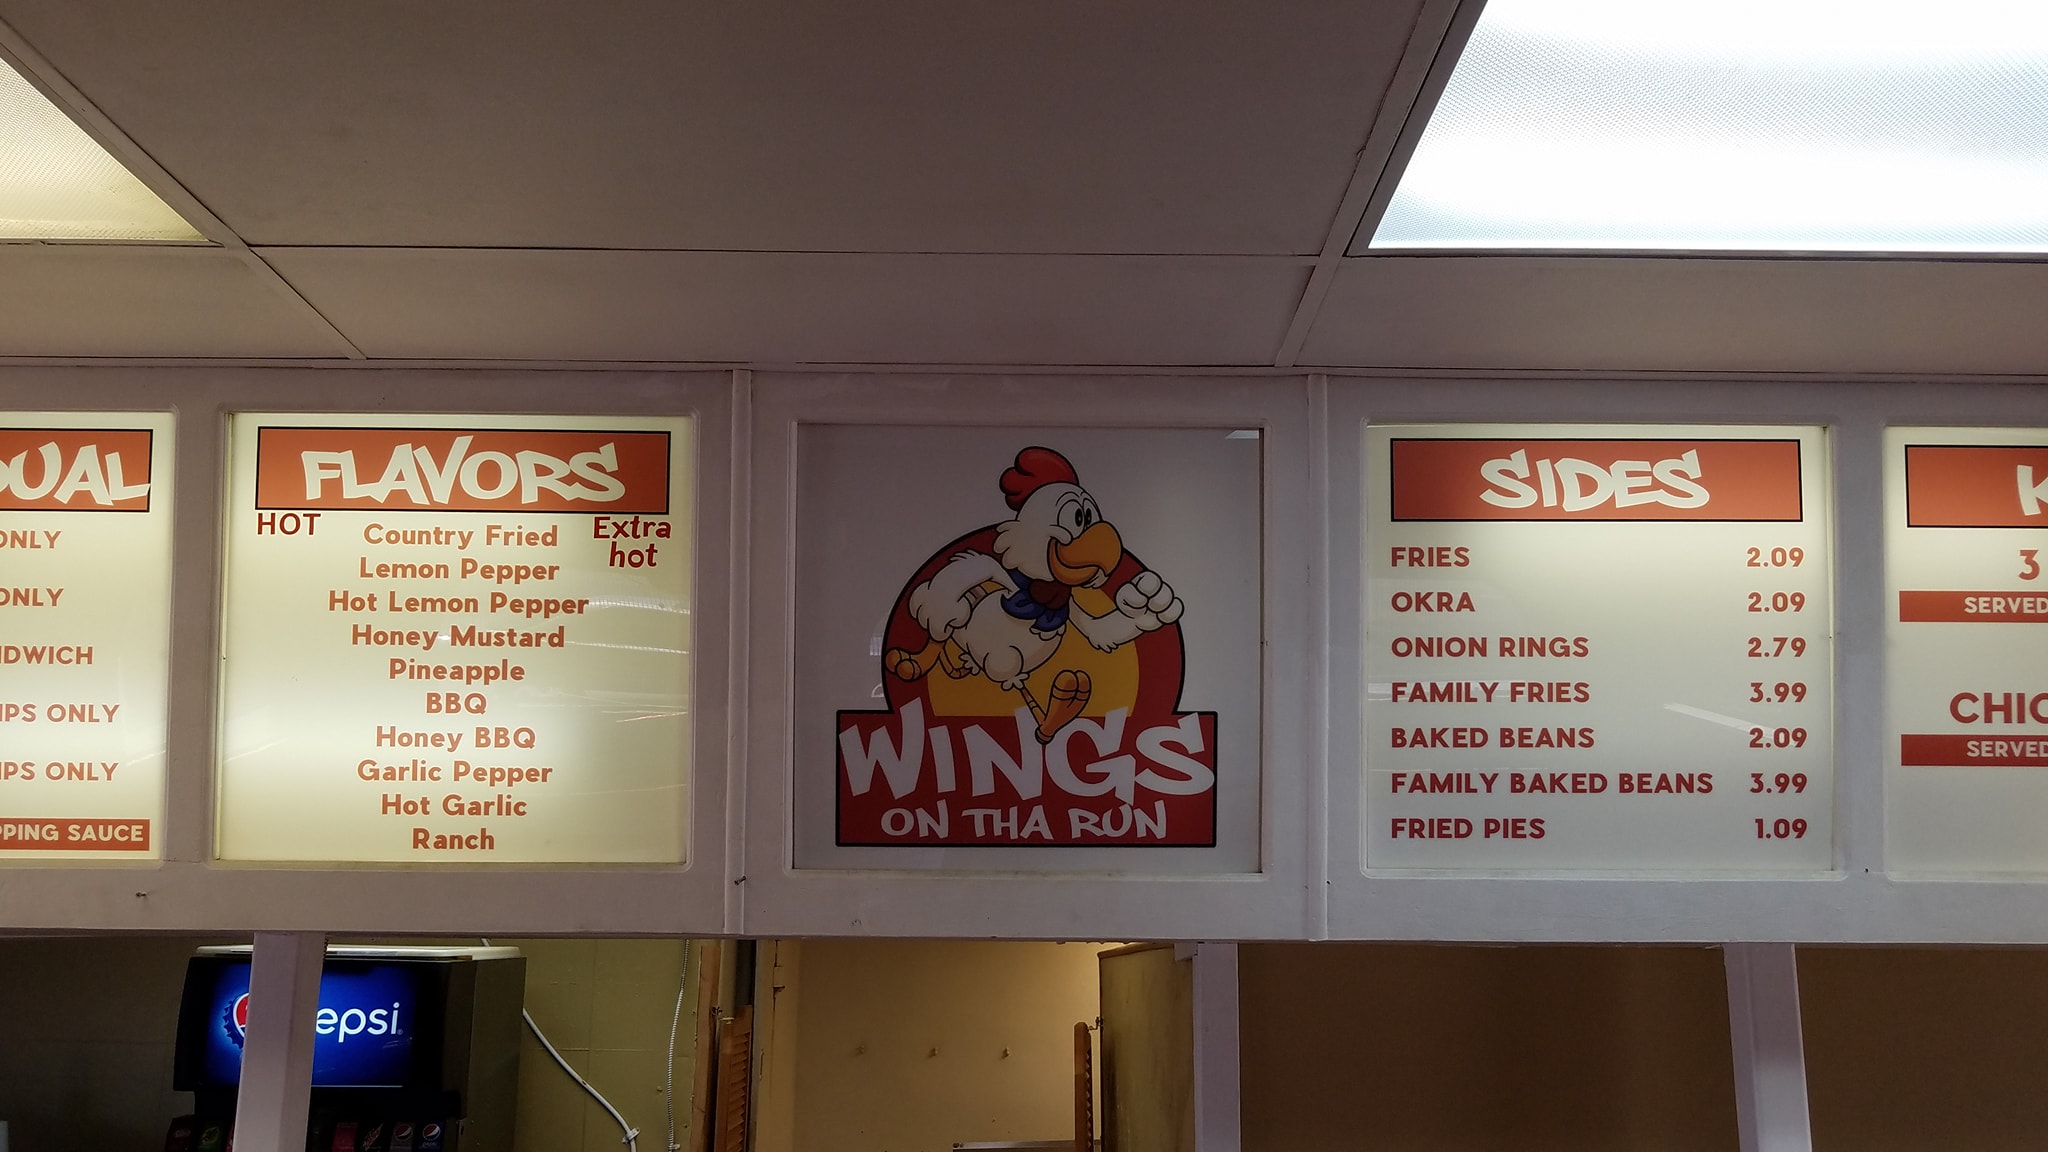 DUAL
ONLY
ONLY
DWICH
PS ONLY
PS ONLY
PPING SAUCE
FLAVORS
HOT
Extra
hot
Country Fried
Lemon Pepper
Hot Lemon Pepper
Honey Mustard
Pineapple
BBQ
Honey BBQ
Garlic Pepper
Hot Garlic
Ranch
WINGS
ON THA RUN
SIDES
FRIES 2.09
OKRA 2.09
ONION RINGS 2.79
FAMILY FRIES 3.99
BAKED BEANS 2.09
FAMILY BAKED BEANS 3.99
FRIED PIES 1.09
K
3
SERVED
CHIC
SERVED
epsi